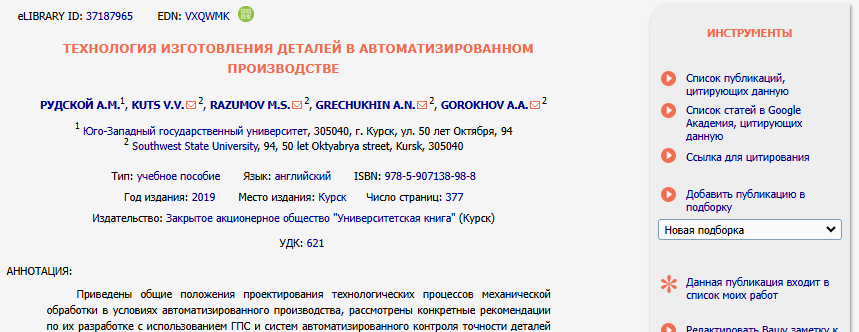 eLIBRARY ID: 37187965 EDN: VXQWMK
ТЕХНОЛОГИЯ ИЗГОТОВЛЕНИЯ ДЕТАЛЕЙ В АВТОМАТИЗИРОВАННОМ
ПРОИЗВОДСТВЕ
РУДСКОЙ А.М.1, KUTS V.V. 2, RAZUMOV M.S. 2, GRECHUKHIN A.N. 2, GOROKHOV A.A. 2
1 Юго-Западный государственный университет, 305040, г. Курск, ул. 50 лет Октября, 94
2 Southwest State University, 94, 50 let Oktyabrya street, Kursk, 305040
Тип: учебное пособие Язык: английский ISBN: 978-5-907138-98-8
Год издания: 2019 Место издания: Курск Число страниц: 377
Издательство: Закрытое акционерное общество "Университетская книга" (Курск)
УДК: 621
АННОТАЦИЯ:
Приведены общие положения проектирования технологических процессов механической
обработки в условиях автоматизированного производства, рассмотрены конкретные рекомендации
по их разработке с использованием ГПС и систем автоматизированного контроля точности деталей
ИНСТРУМЕНТЫ
Список публикаций,
цитирующих данную
Список статей в Google
Академия, цитирующих
данную
Ссылка для цитирования
Добавить публикацию в
подборку
Новая подборка
Данная публикация входит в
список моих работ
Редактировать Вашу заметку к